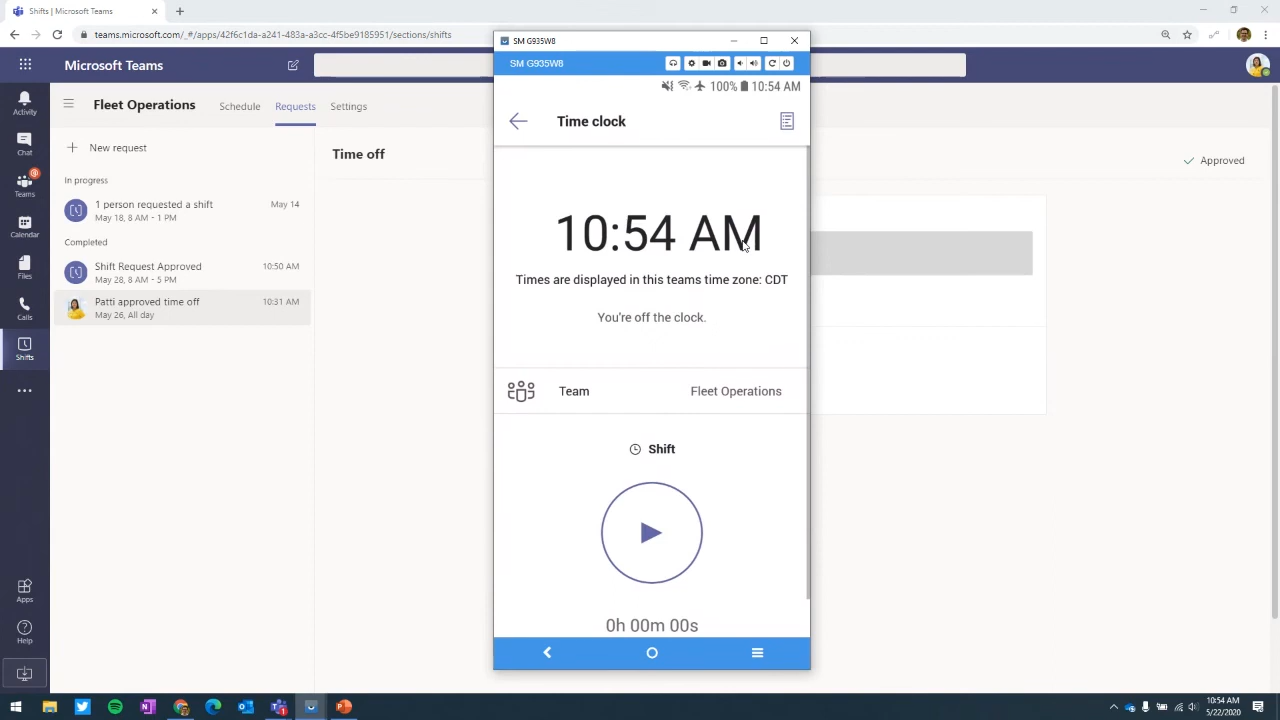 Shifts | Microsoft Teams
teams.microsoft.com/_#/apps/42f6c1da-a241-483a-a3cc-4f5be9185951/sections/shifts
Microsoft Teams
Activity
Chat
Teams
Calendar
Files
Calls
Shifts
Apps
Help
Fleet Operations
Schedule
Requests
Settings
New request
In progress
1 person requested a shift
May 14
May 18, 8 AM - 1 PM
Completed
Shift Request Approved
10:50 AM
May 28, 8 AM - 5 PM
Patti approved time off
10:31 AM
May 26, All day
Time off
Approved
SM G935W8
SM G935W8
100% 10:54 AM
Time clock
10:54 AM
Times are displayed in this teams time zone: CDT
You're off the clock.
Team
Fleet Operations
Shift
0h 00m 00s
10:54 AM
5/22/2020